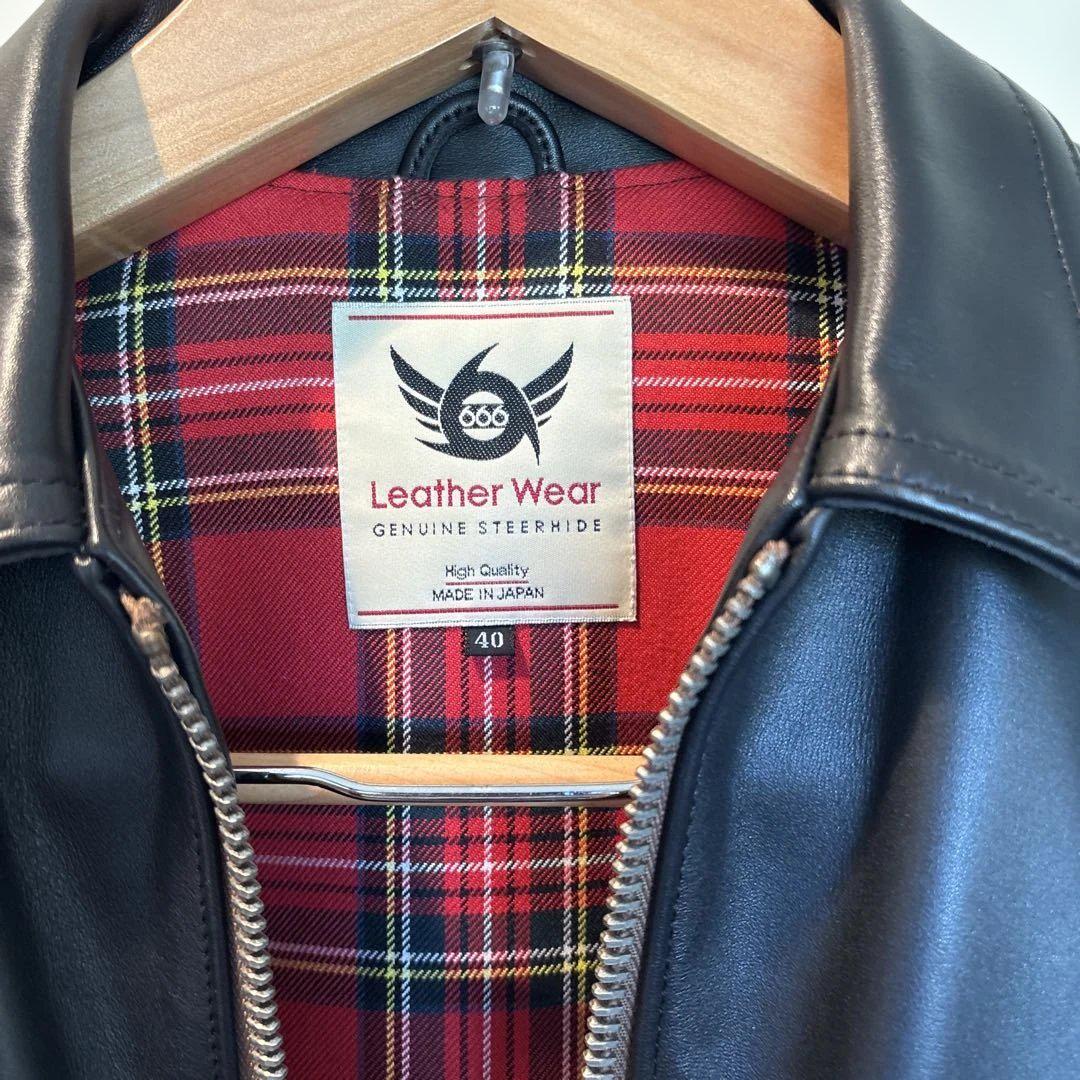 666
Leather Wear
GENUINE STEERHIDE
High Quality
MADE IN JAPAN
40